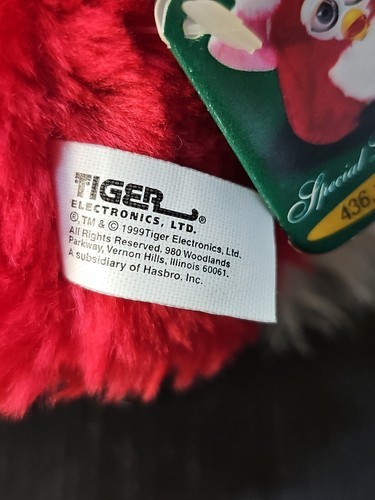 TIGER®
ELECTRONICS, LTD.
®, TM & © 1999Tiger Electronics, Ltd.
All Rights Reserved. 980 Woodlands
Parkway, Vernon Hills, Illinois 60061.
A subsidiary of Hasbro, Inc.
Special
436,